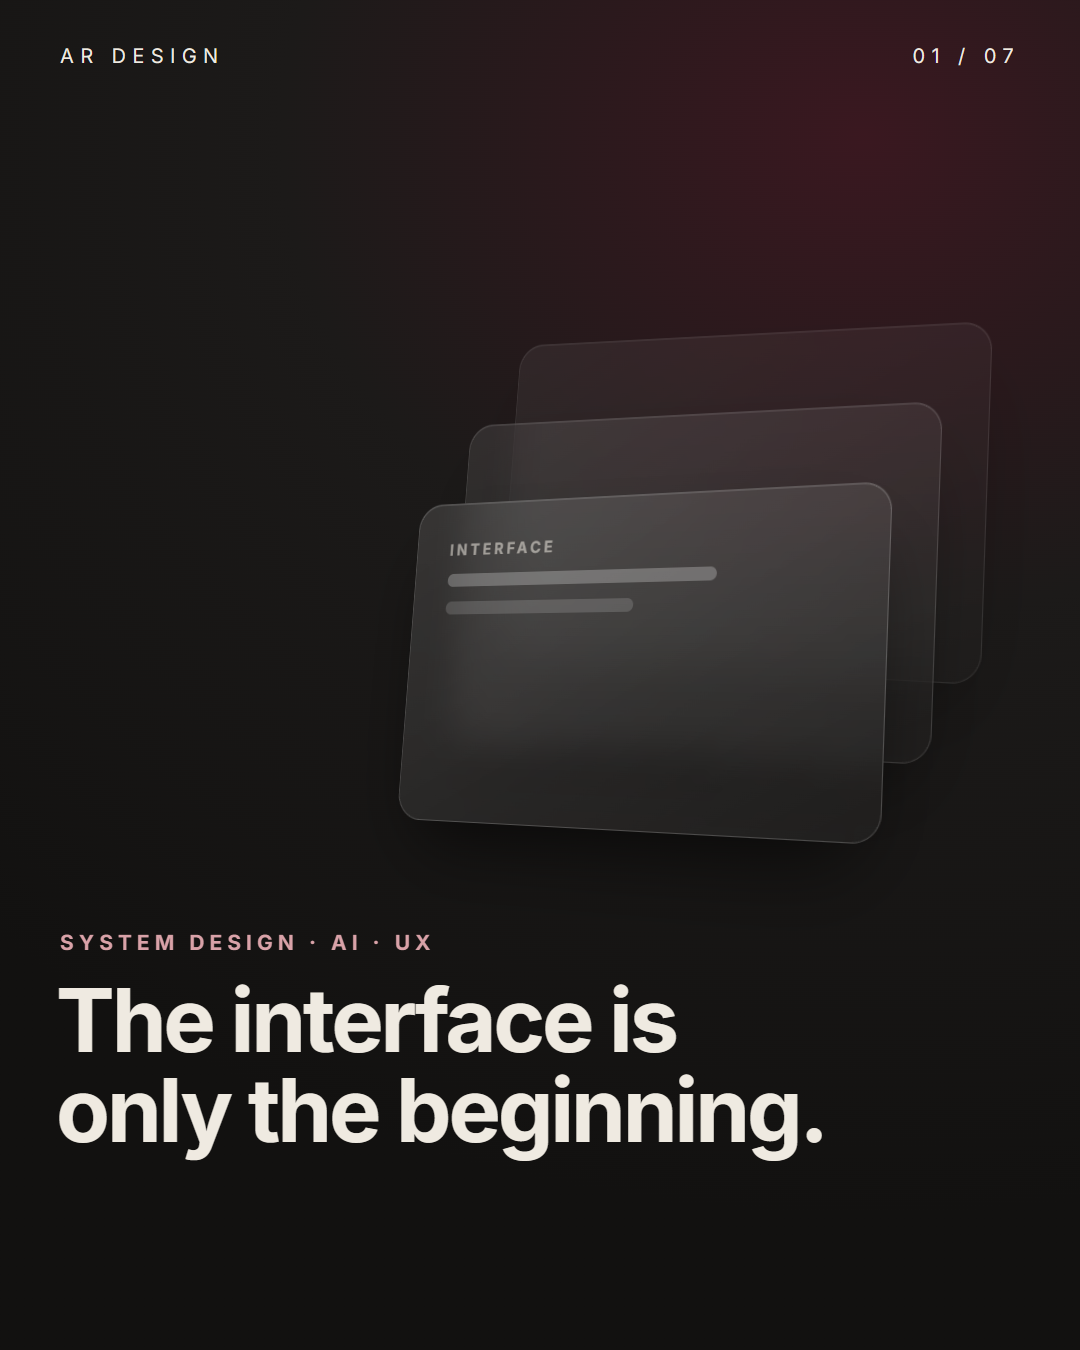 AR DESIGN
01 / 07
INTERFACE
SYSTEM DESIGN · AI · UX
The interface is
only the beginning.